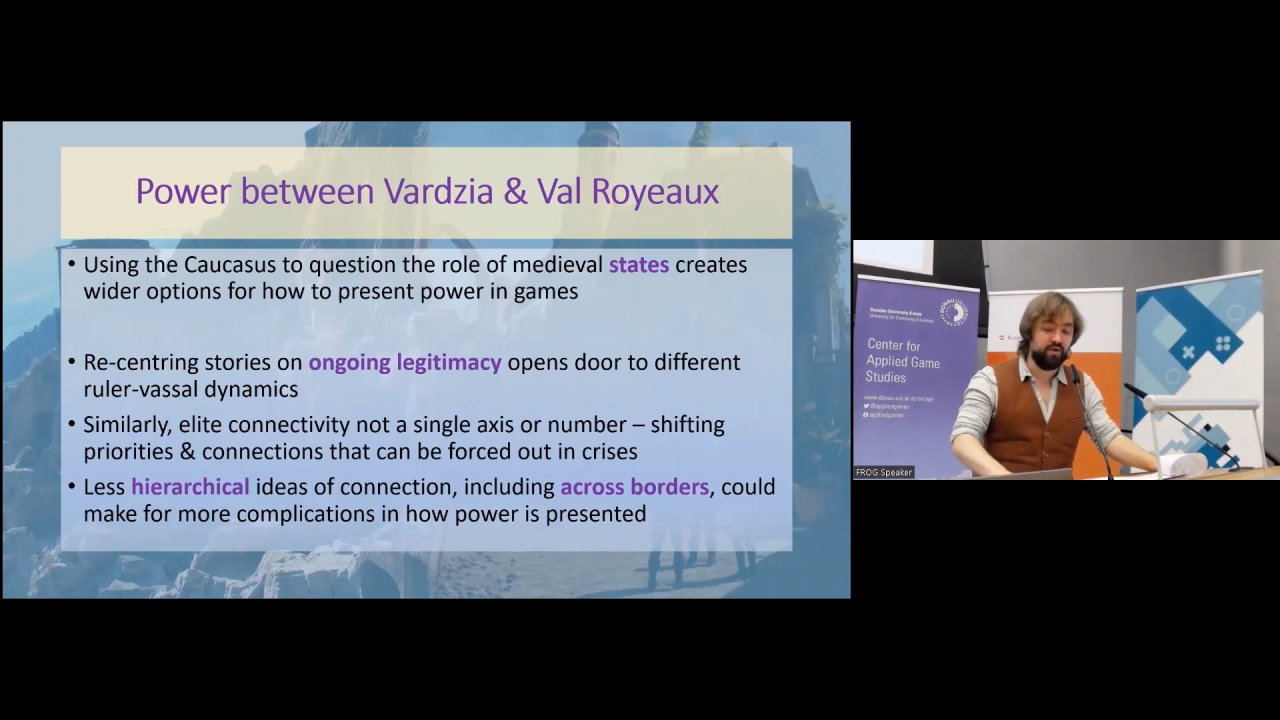 Power between Vardzia & Val Royeaux
• Using the Caucasus to question the role of medieval states creates
wider options for how to present power in games
• Re-centring stories on ongoing legitimacy opens door to different
ruler-vassal dynamics
• Similarly, elite connectivity not a single axis or number – shifting
priorities & connections that can be forced out in crises
• Less hierarchical ideas of connection, including across borders, could
make for more complications in how power is presented
Center for
Applied Game
Studies
FROG Speaker